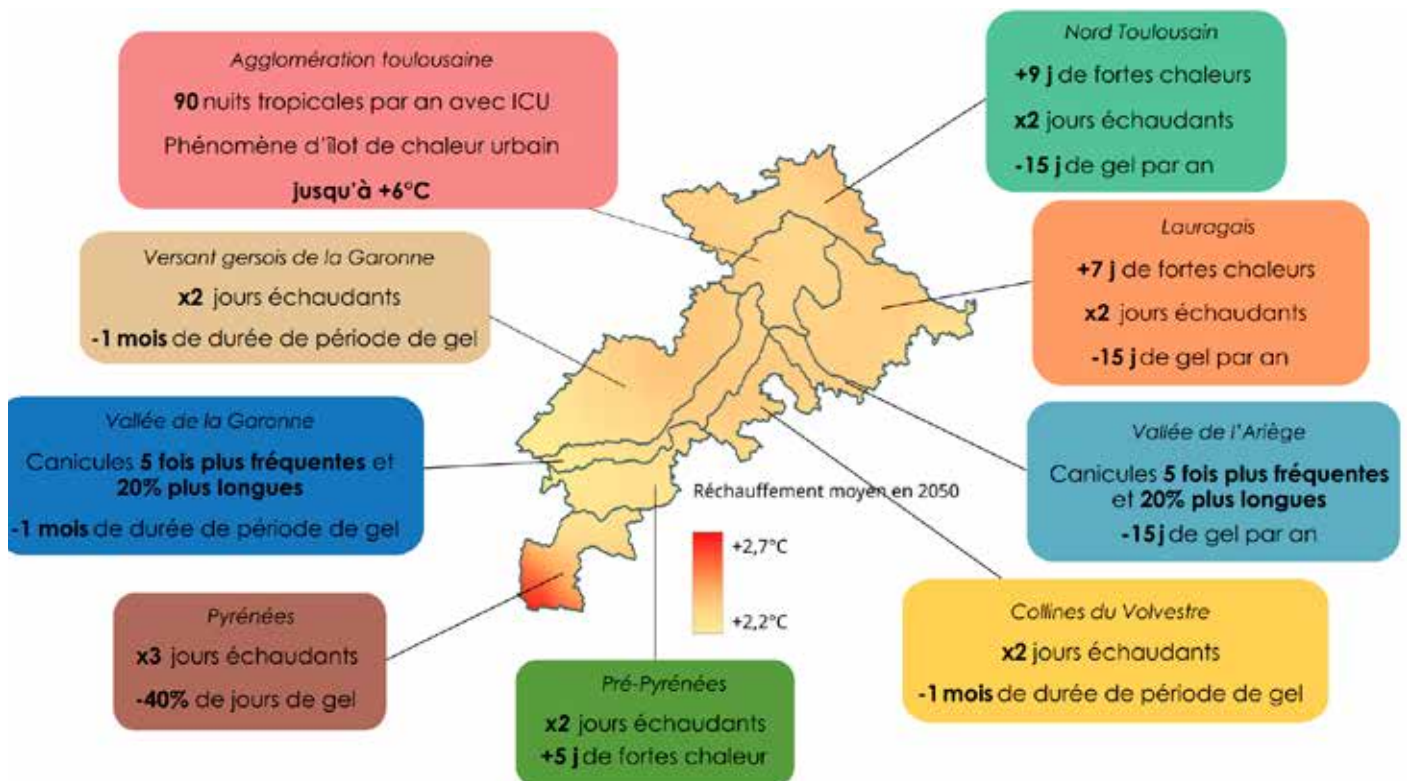 Agglomération toulousaine
90 nuits tropicales par an avec ICU
Phénomène d'îlot de chaleur urbain
jusqu'à +6°C
Nord Toulousain
+9 j de fortes chaleurs
x2 jours échaudants
-15 j de gel par an
Versant gersois de la Garonne
x2 jours échaudants
-1 mois de durée de période de gel
Lauragais
+7 j de fortes chaleurs
x2 jours échaudants
-15 j de gel par an
Vallée de la Garonne
Canicules 5 fois plus fréquentes et
20% plus longues
-1 mois de durée de période de gel
Vallée de l'Ariège
Canicules 5 fois plus fréquentes
et 20% plus longues
-15 j de gel par an
Réchauffement moyen en 2050
+2,7°C
+2,2°C
Pyrénées
x3 jours échaudants
-40% de jours de gel
Pré-Pyrénées
x2 jours échaudants
+5 j de fortes chaleur
Collines du Volvestre
x2 jours échaudants
-1 mois de durée de période de gel